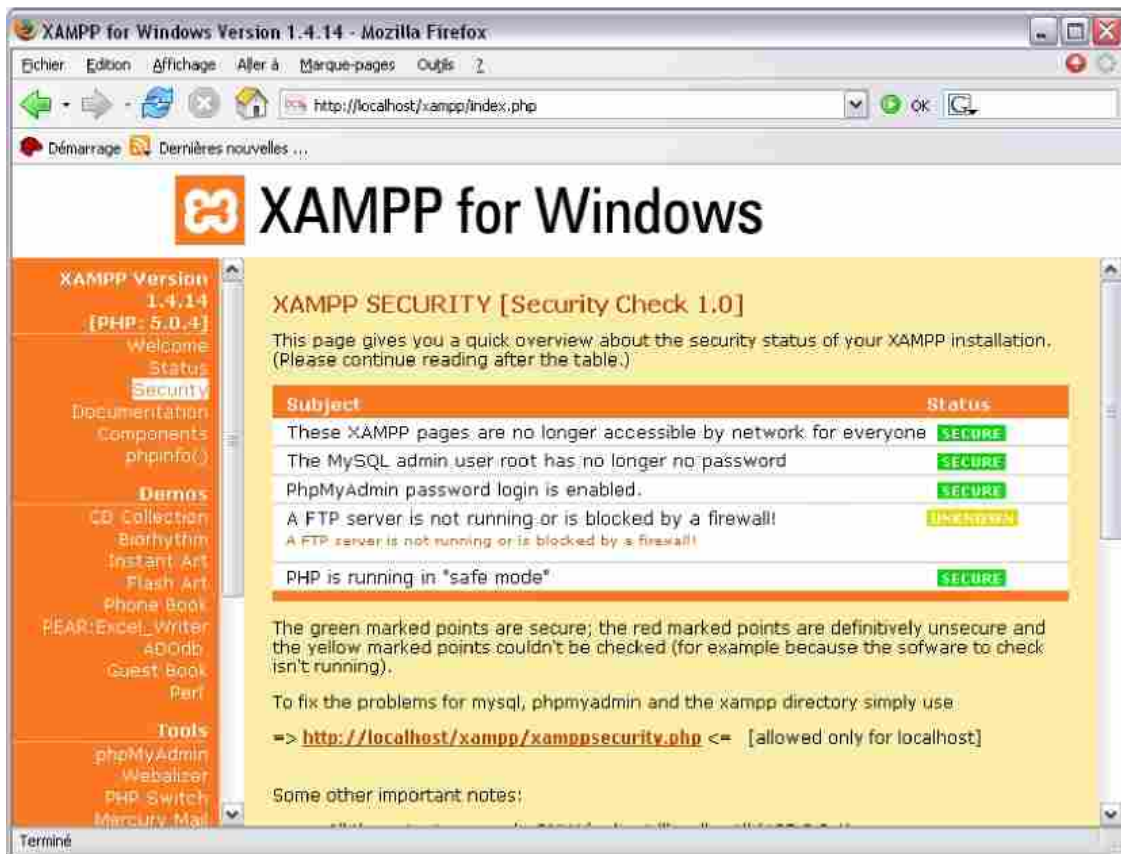 XAMPP for Windows Version 1.4.14 - Mozilla Firefox
Fichier Edition Affichage Aller à Marque-pages Outils ?
http://localhost/xampp/index.php
OK
Démarrage Dernières nouvelles ...
XAMPP for Windows
XAMPP Version
1.4.14
[PHP: 5.0.4]
Welcome
Status
Security
Documentation
Components
phpinfo()
Demos
CD Collection
Biorhythm
Instant Art
Flash Art
Phone Book
PEAR:Excel_Writer
ADOdb
Guest Book
Perl
Tools
phpMyAdmin
Webalizer
PHP Switch
Mercury Mail
XAMPP SECURITY [Security Check 1.0]
This page gives you a quick overview about the security status of your XAMPP installation.
(Please continue reading after the table.)
Subject Status
These XAMPP pages are no longer accessible by network for everyone SECURE
The MySQL admin user root has no longer no password SECURE
PhpMyAdmin password login is enabled. SECURE
A FTP server is not running or is blocked by a firewall! UNKNOWN
A FTP server is not running or is blocked by a firewall!
PHP is running in "safe mode" SECURE
The green marked points are secure; the red marked points are definitively unsecure and
the yellow marked points couldn't be checked (for example because the sofware to check
isn't running).
To fix the problems for mysql, phpmyadmin and the xampp directory simply use
=> http://localhost/xampp/xamppsecurity.php <= [allowed only for localhost]
Some other important notes:
Terminé